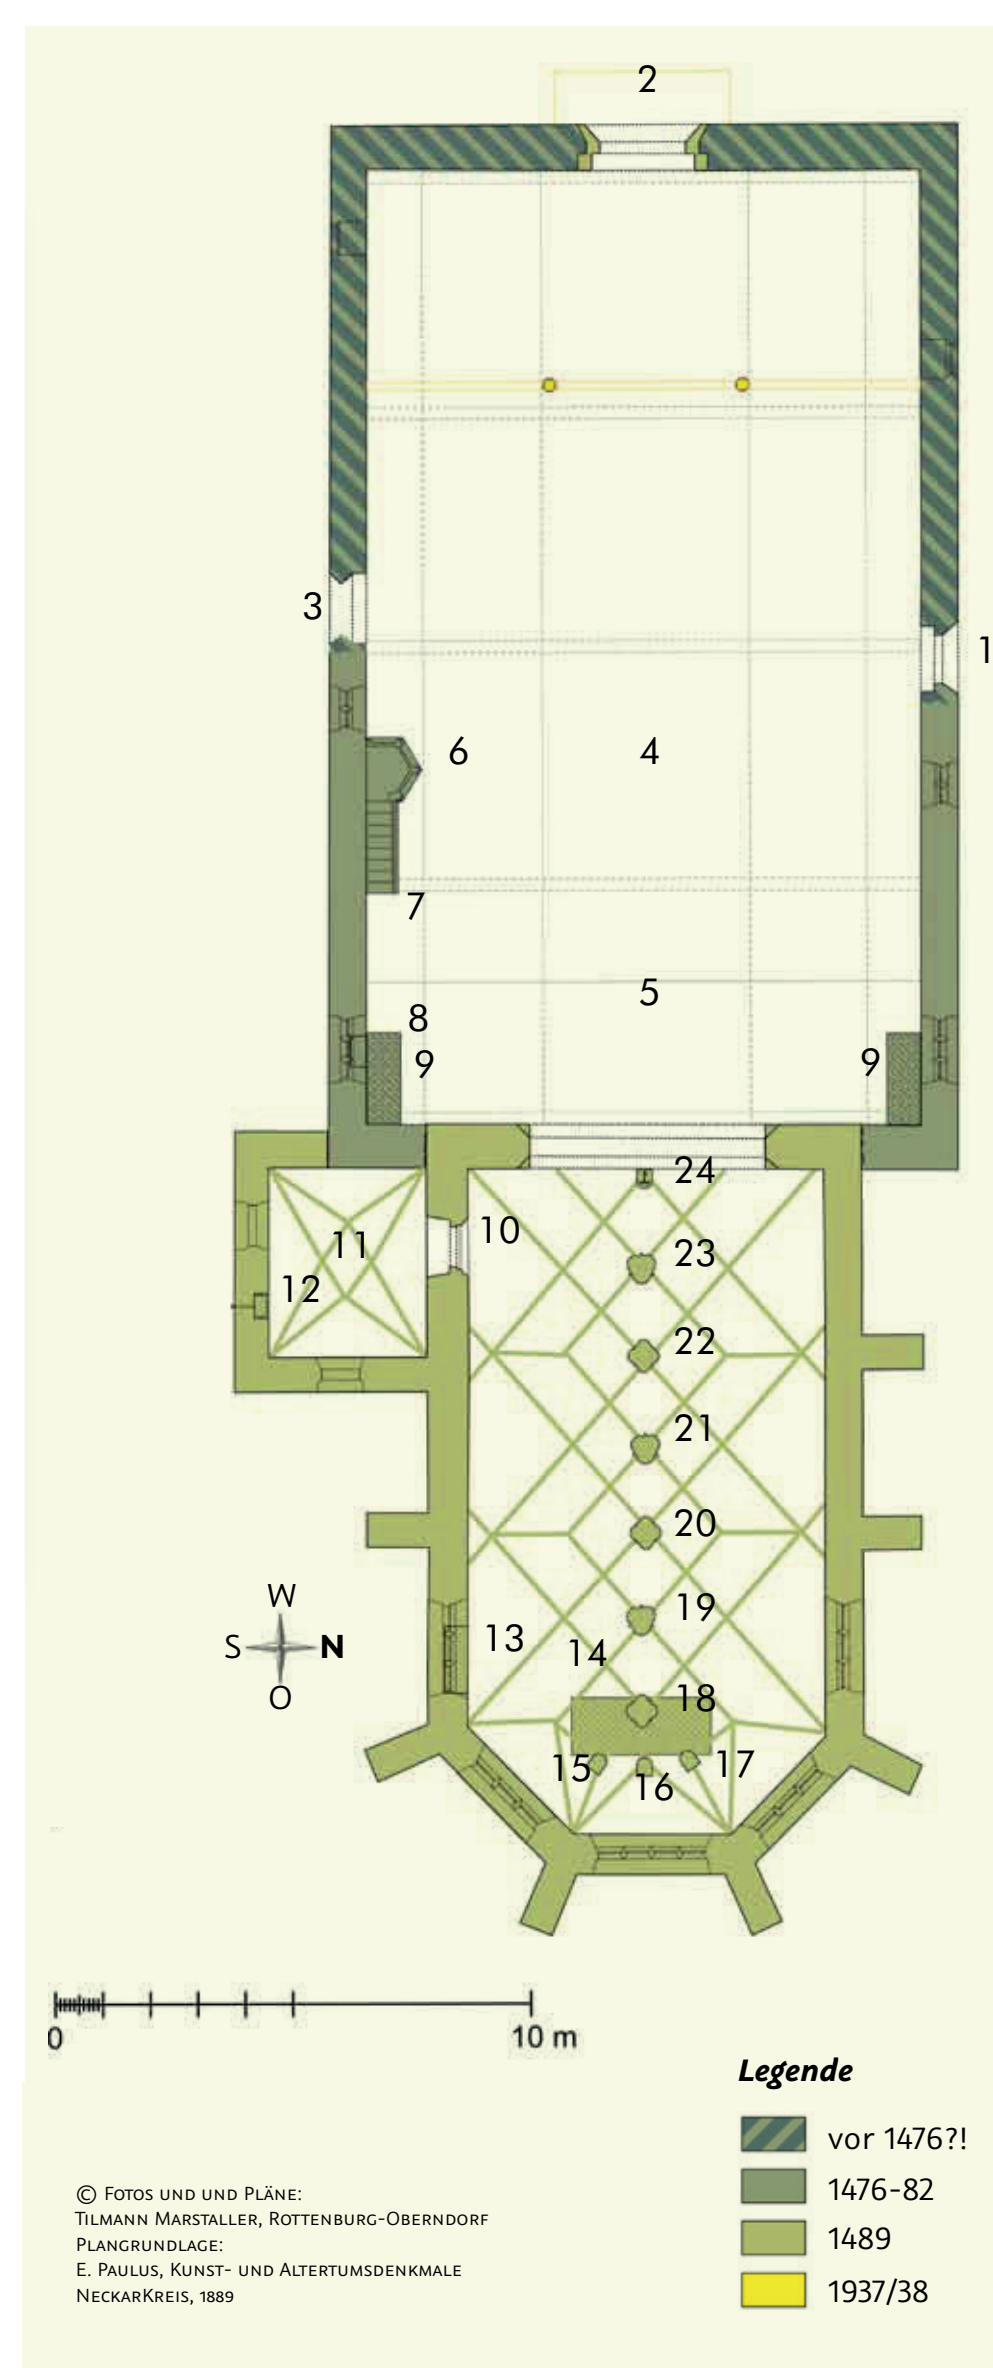 2
3
1
6
4
7
5
8
9
9
24
10
11
23
12
22
21
20
19
W
S N
O
13
14
18
15
17
16
0
10 m
Legende
vor 1476?!
1476-82
1489
1937/38
© Fotos und und Pläne:
Tilmann Marstaller, Rottenburg-Oberndorf
Plangrundlage:
E. Paulus, Kunst- und Altertumsdenkmale
NeckarKreis, 1889